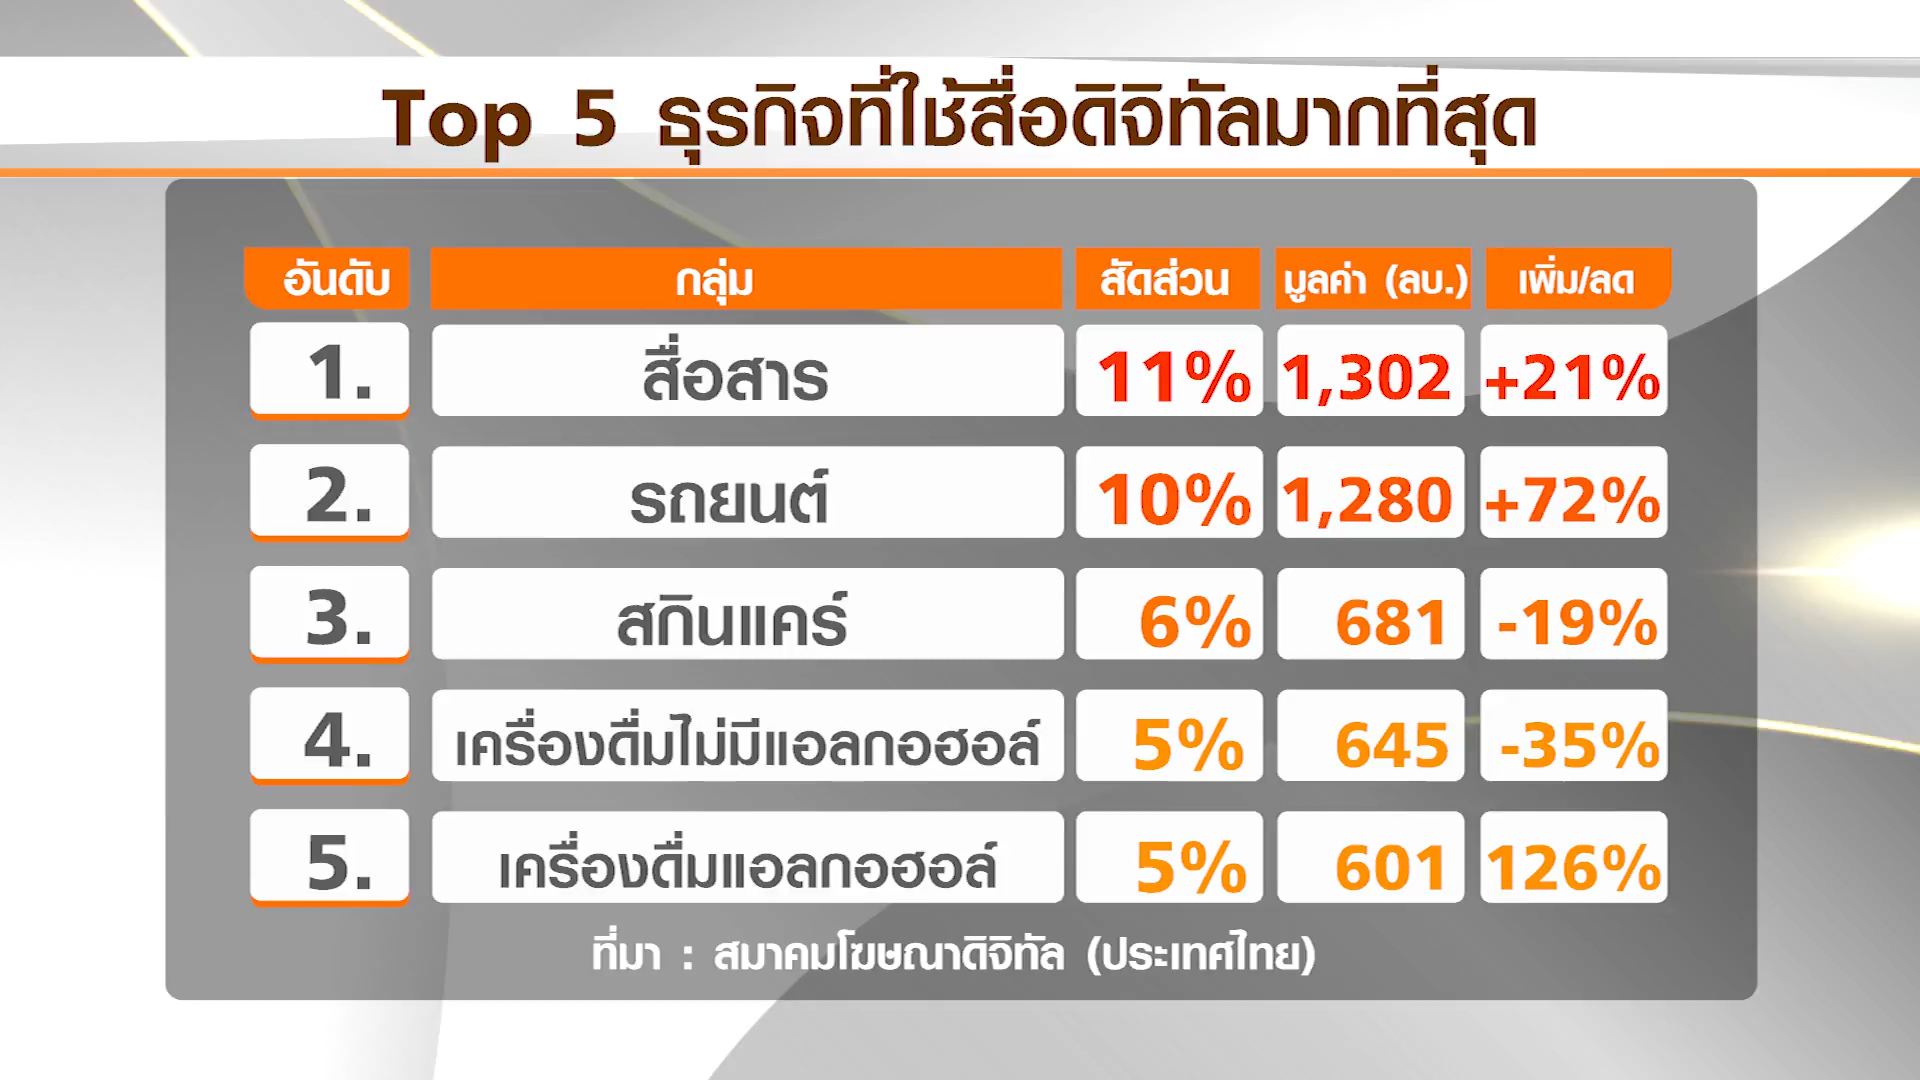 Top 5 ธุรกิจที่ใช้สื่อดิจิทัลมากที่สุด
อันดับ กลุ่ม สัดส่วน มูลค่า (ลบ.) เพิ่ม/ลด
1. สื่อสาร 11% 1,302 +21%
2. รถยนต์ 10% 1,280 +72%
3. สกินแคร์ 6% 681 -19%
4. เครื่องดื่มไม่มีแอลกอฮอล์ 5% 645 -35%
5. เครื่องดื่มแอลกอฮอล์ 5% 601 126%
ที่มา : สมาคมโฆษณาดิจิทัล (ประเทศไทย)